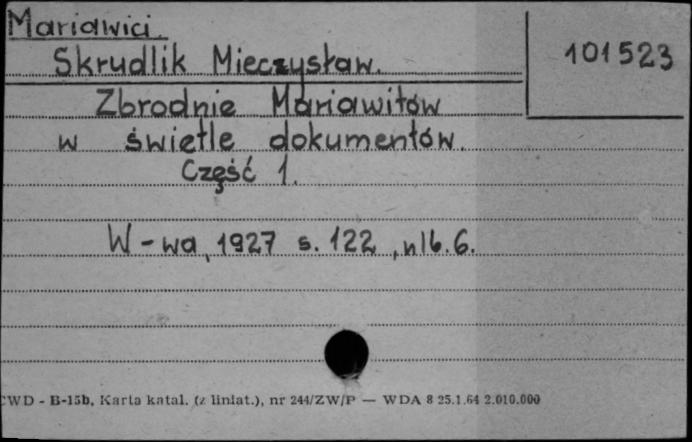 Mariawici.
Skrudlik Mieczysław.
101523
Zbrodnie Mariawitów
w świetle dokumentów.
Część 1.
W-wa, 1927 s. 122, nlb. 6.
CWD - B-15b, Karta katal. (z liniat.), nr 244/ZW/P — WDA 8 25.1.64 2.010.000